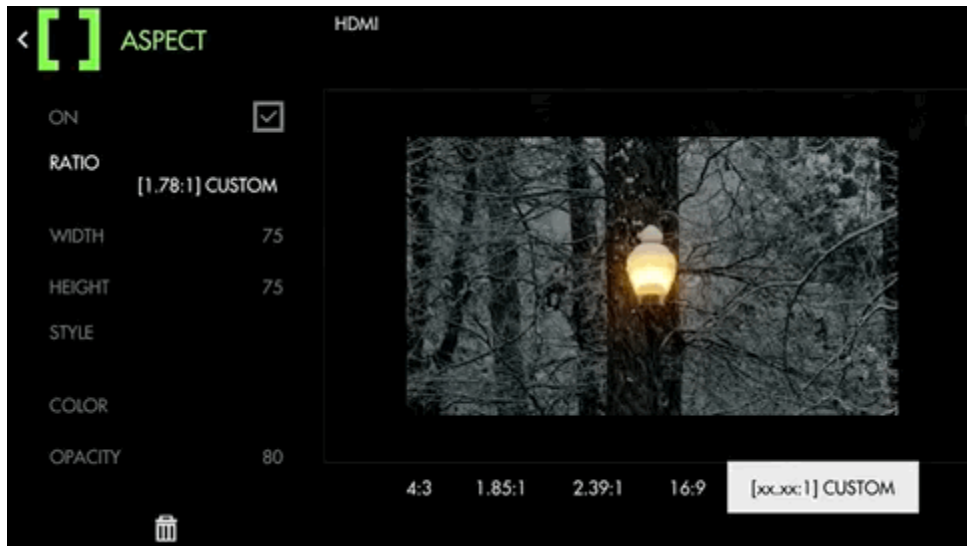 ASPECT
HDMI
ON
RATIO
[1.78:1] CUSTOM
WIDTH 75
HEIGHT 75
STYLE
COLOR
OPACITY 80
4:3 1.85:1 2.39:1 16:9 [xx.xx:1] CUSTOM